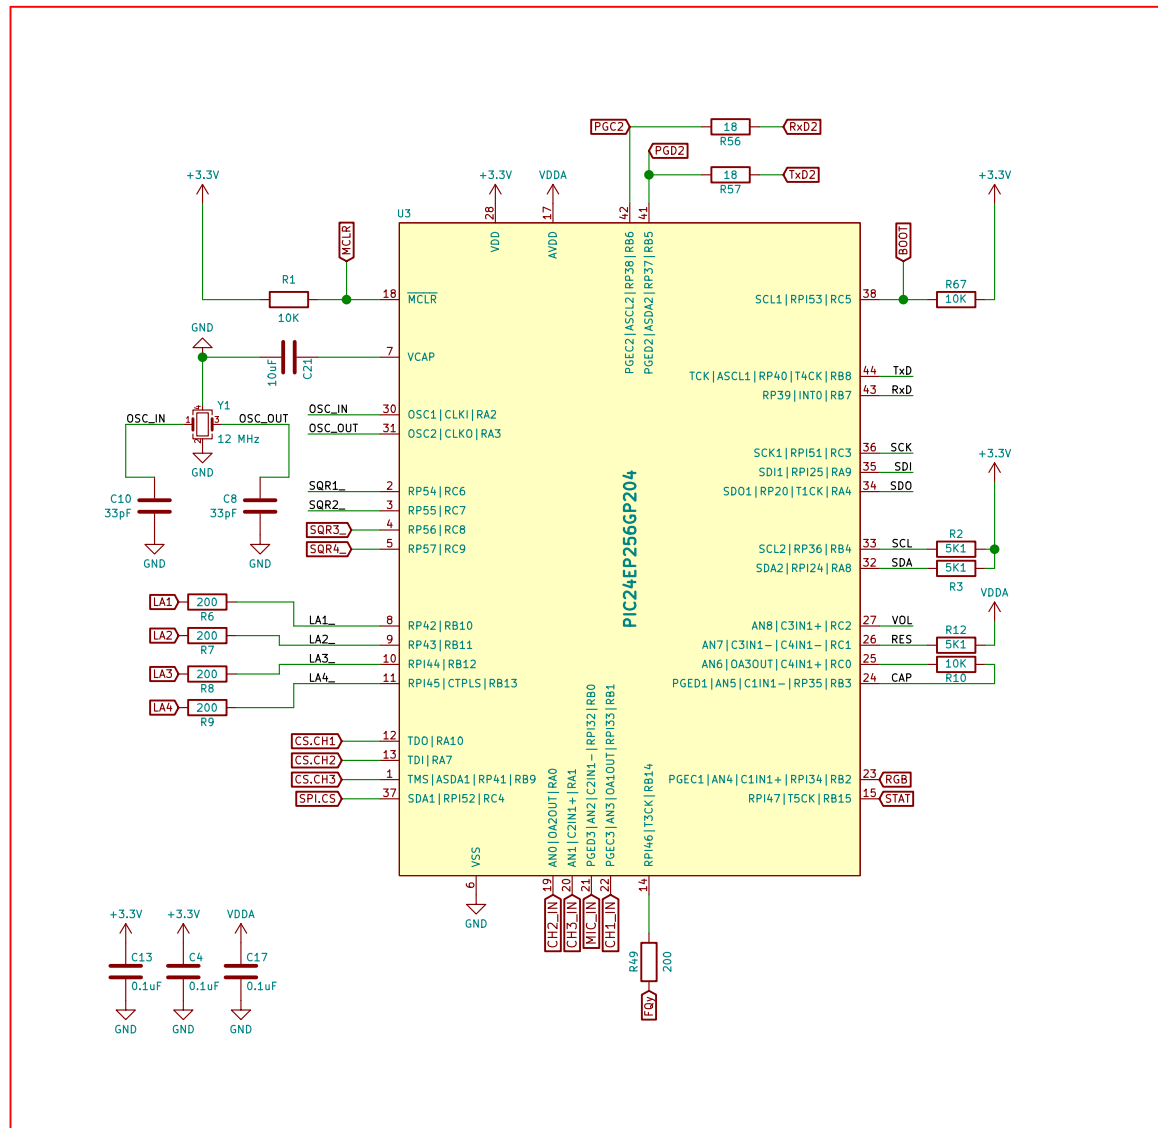 PGC2
18
R56
RxD2
PGD2
18
R57
TxD2
+3.3V
+3.3V
VDDA
+3.3V
U3
28
17
42
41
VDD
AVDD
PGEC2|ASCL2|RP38|RB6
PGED2|ASDA2|RP37|RB5
MCLR
BOOT
R1
10K
18
MCLR
SCL1|RPI53|RC5
38
R67
10K
GND
10uF
C21
7
VCAP
TCK|ASCL1|RP40|T4CK|RB8
44
TxD
RP39|INT0|RB7
43
RxD
OSC_IN
4
1
3
2
Y1
OSC_OUT
12 MHz
GND
OSC_IN
30
OSC1|CLKI|RA2
OSC_OUT
31
OSC2|CLKO|RA3
SCK1|RPI51|RC3
36
SCK
SDI1|RPI25|RA9
35
SDI
SDO1|RP20|T1CK|RA4
34
SDO
+3.3V
C10
33pF
GND
C8
33pF
GND
SQR1_
2
RP54|RC6
SQR2_
3
RP55|RC7
SQR3_
4
RP56|RC8
SQR4_
5
RP57|RC9
PIC24EP256GP204
SCL2|RP36|RB4
33
SCL
R2
5K1
SDA2|RPI24|RA8
32
SDA
5K1
R3
VDDA
LA1
200
R6
LA1_
8
RP42|RB10
LA2
200
R7
LA2_
9
RP43|RB11
LA3
200
R8
LA3_
10
RPI44|RB12
LA4
200
R9
LA4_
11
RPI45|CTPLS|RB13
AN8|C3IN1+|RC2
27
VOL
AN7|C3IN1-|C4IN1-|RC1
26
RES
R12
5K1
AN6|OA3OUT|C4IN1+|RC0
25
10K
R10
PGED1|AN5|C1IN1-|RP35|RB3
24
CAP
CS.CH1
12
TDO|RA10
CS.CH2
13
TDI|RA7
CS.CH3
1
TMS|ASDA1|RP41|RB9
SPI.CS
37
SDA1|RPI52|RC4
PGEC1|AN4|C1IN1+|RPI34|RB2
23
RGB
RPI47|T5CK|RB15
15
STAT
VSS
AN0|OA2OUT|RA0
AN1|C2IN1+|RA1
PGED3|AN2|C2IN1-|RPI32|RB0
PGEC3|AN3|OA1OUT|RPI33|RB1
RPI46|T3CK|RB14
6
GND
19
20
21
22
14
CH2_IN
CH3_IN
MIC_IN
CH1_IN
R49
200
FQy
+3.3V
C13
0.1uF
GND
+3.3V
C4
0.1uF
GND
VDDA
C17
0.1uF
GND